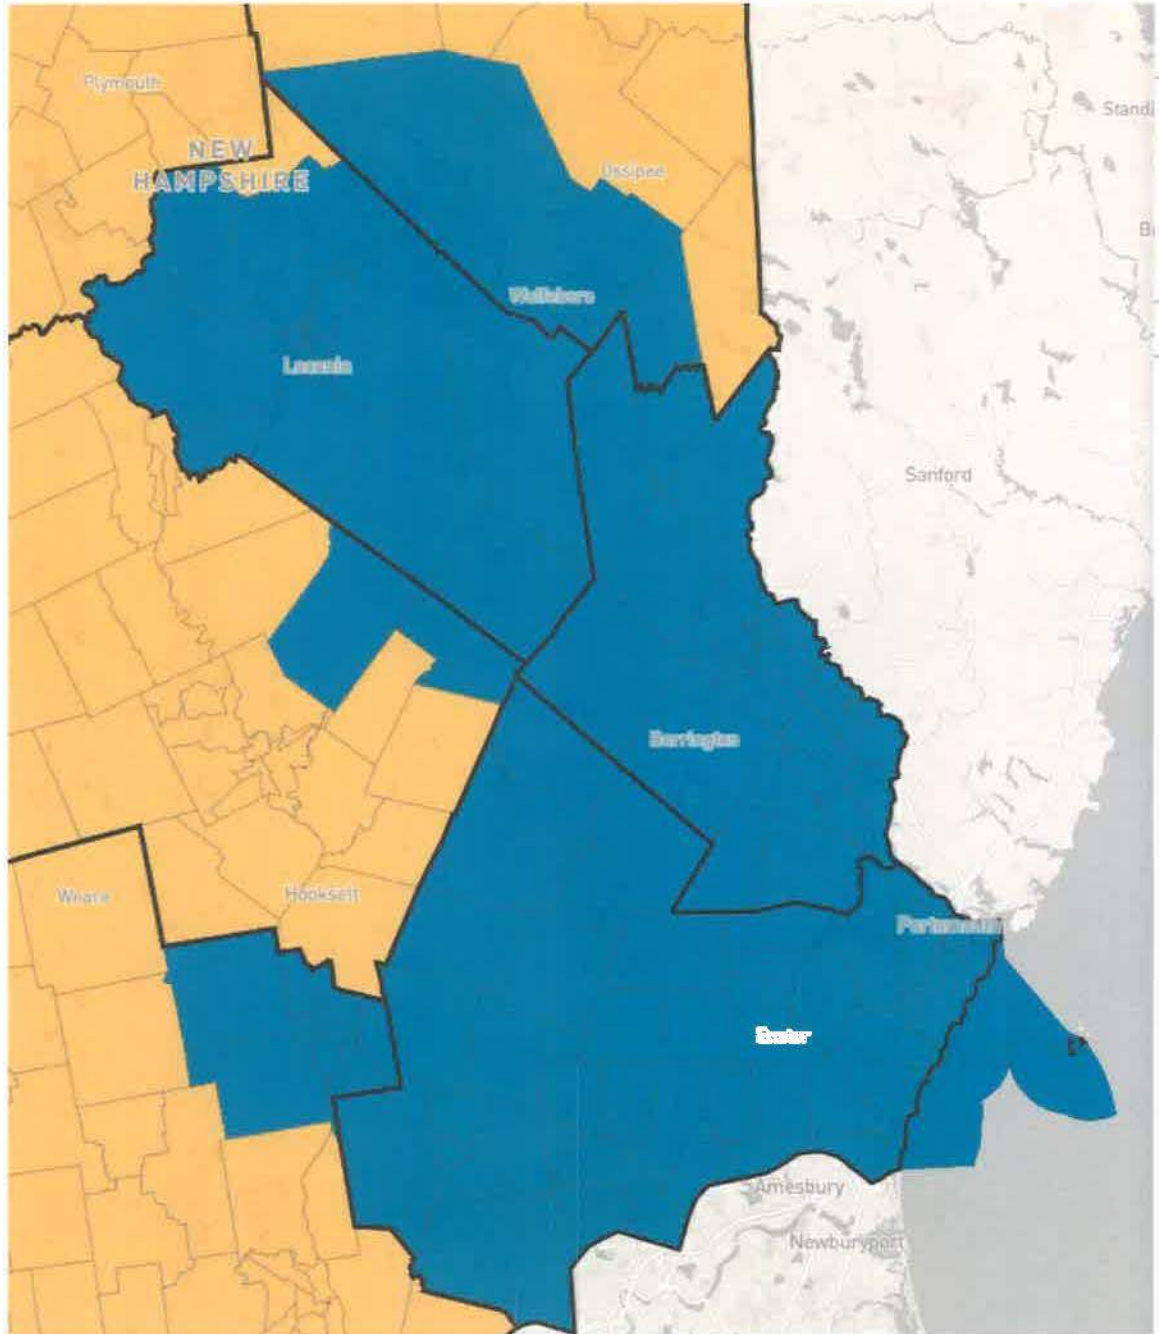 Plymouth
Standi
NEW
HAMPSHIRE
Ossipee
B
Wolfeboro
Laconia
Sanford
Barrington
Weare
Hooksett
Portsmouth
Exeter
Amesbury
Newburyport